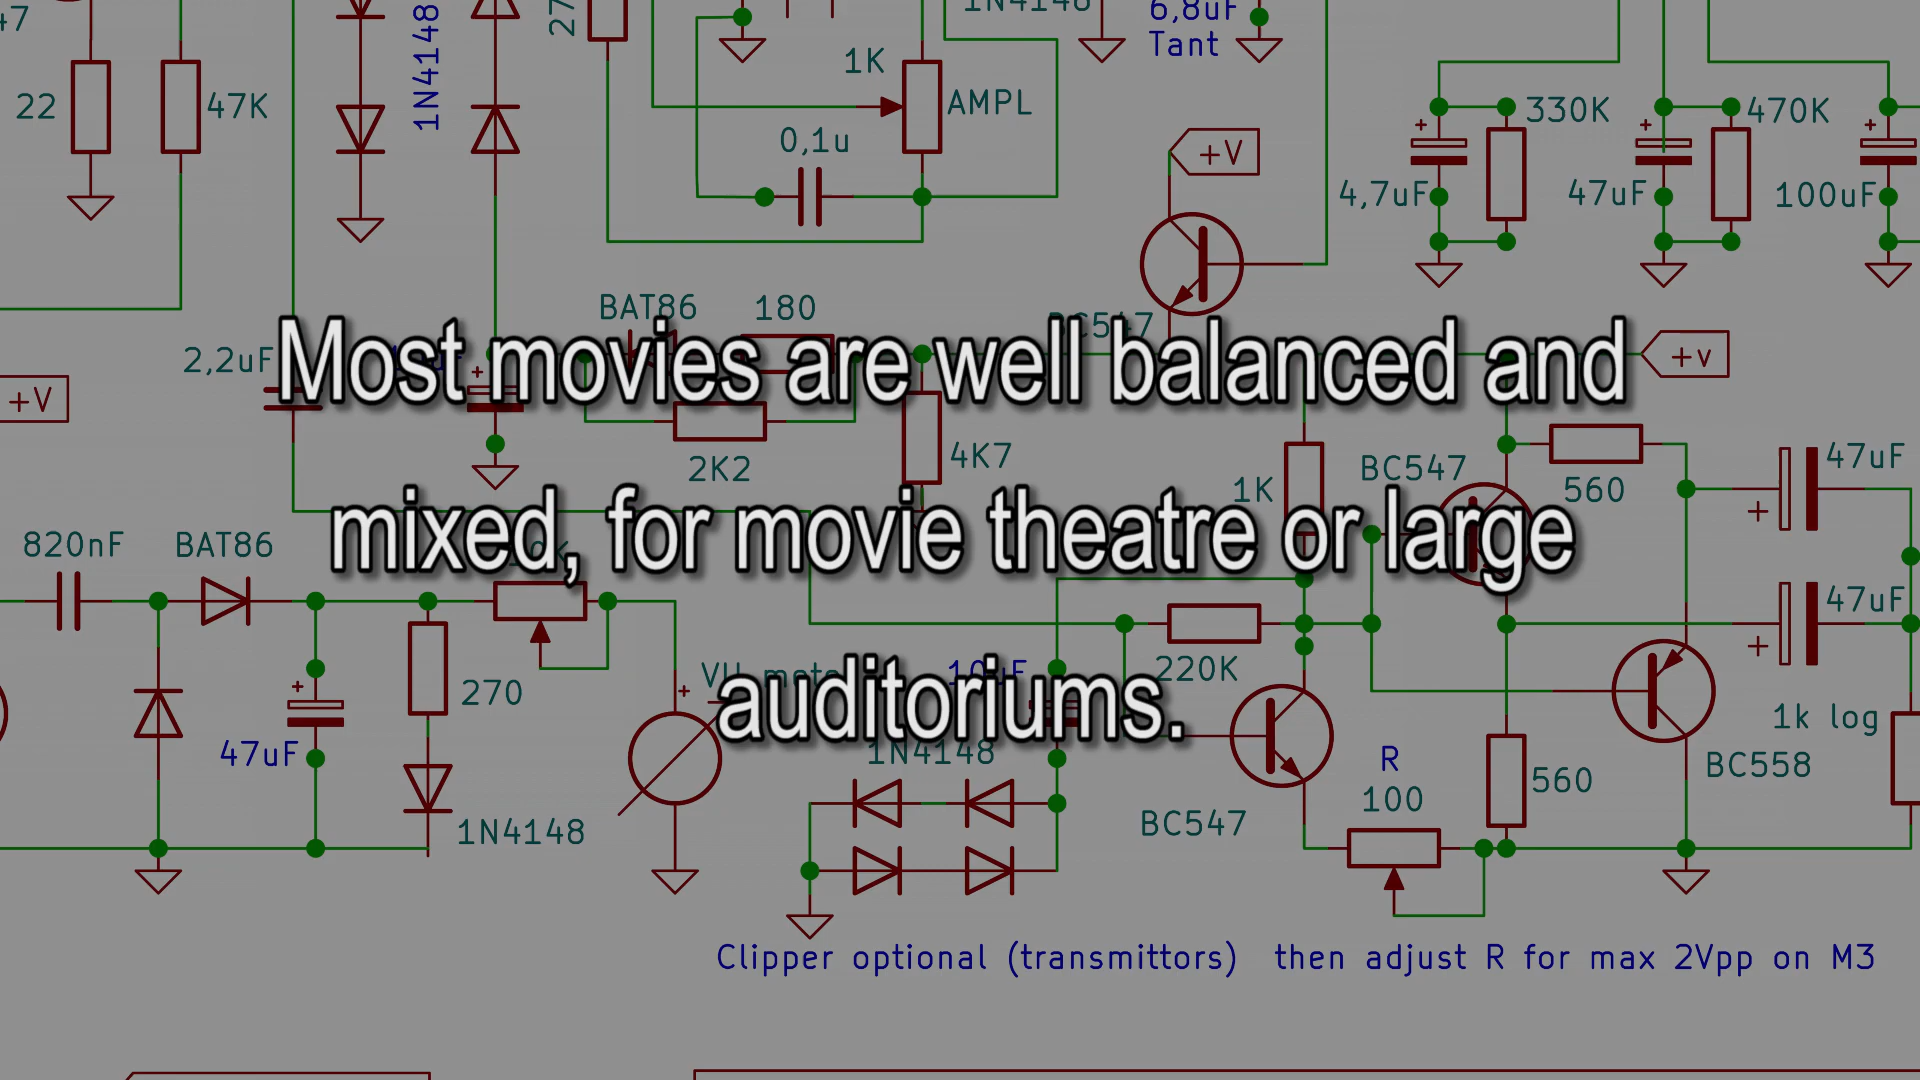 47
1N4148
27
1N4148
6,8uF
Tant
22
47K
1K
AMPL
0,1u
+V
330K
470K
4,7uF
47uF
100uF
BAT86
180
BC547
2,2uF
+V
+v
Most movies are well balanced and
2K2
4K7
1K
BC547
560
47uF
mixed, for movie theatre or large
820nF
BAT86
47uF
auditoriums.
270
47uF
1N4148
10uF
220K
1N4148
BC547
R
100
560
1k log
BC558
Clipper optional (transmittors) then adjust R for max 2Vpp on M3